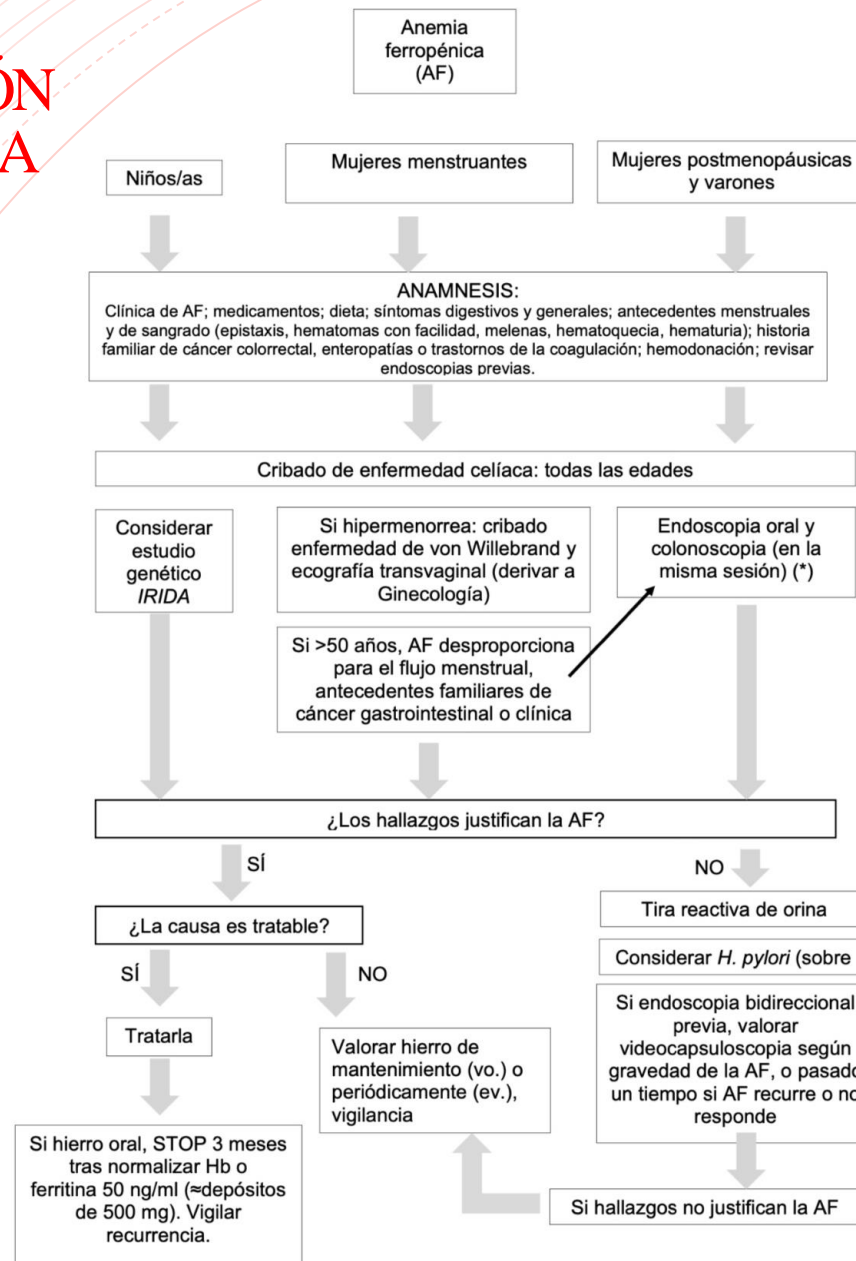 ÓN
A
Anemia
ferropénica
(AF)
Niños/as
Mujeres menstruantes
Mujeres postmenopáusicas
y varones
ANAMNESIS:
Clínica de AF; medicamentos; dieta; síntomas digestivos y generales; antecedentes menstruales
y de sangrado (epistaxis, hematomas con facilidad, melenas, hematoquecia, hematuria); historia
familiar de cáncer colorrectal, enteropatías o trastornos de la coagulación; hemodonación; revisar
endoscopias previas.
Cribado de enfermedad celíaca: todas las edades
Considerar
estudio
genético
IRIDA
Si hipermenorrea: cribado
enfermedad de von Willebrand y
ecografía transvaginal (derivar a
Ginecología)
Si >50 años, AF desproporciona
para el flujo menstrual,
antecedentes familiares de
cáncer gastrointestinal o clínica
Endoscopia oral y
colonoscopia (en la
misma sesión) (*)
¿Los hallazgos justifican la AF?
SÍ
NO
¿La causa es tratable?
SÍ
NO
Tratarla
Si hierro oral, STOP 3 meses
tras normalizar Hb o
ferritina 50 ng/ml (≈depósitos
de 500 mg). Vigilar
recurrencia.
Valorar hierro de
mantenimiento (vo.) o
periódicamente (ev.),
vigilancia
Tira reactiva de orina
Considerar H. pylori (sobre
Si endoscopia bidireccional
previa, valorar
videocapsuloscopia según
gravedad de la AF, o pasado
un tiempo si AF recurre o no
responde
Si hallazgos no justifican la AF